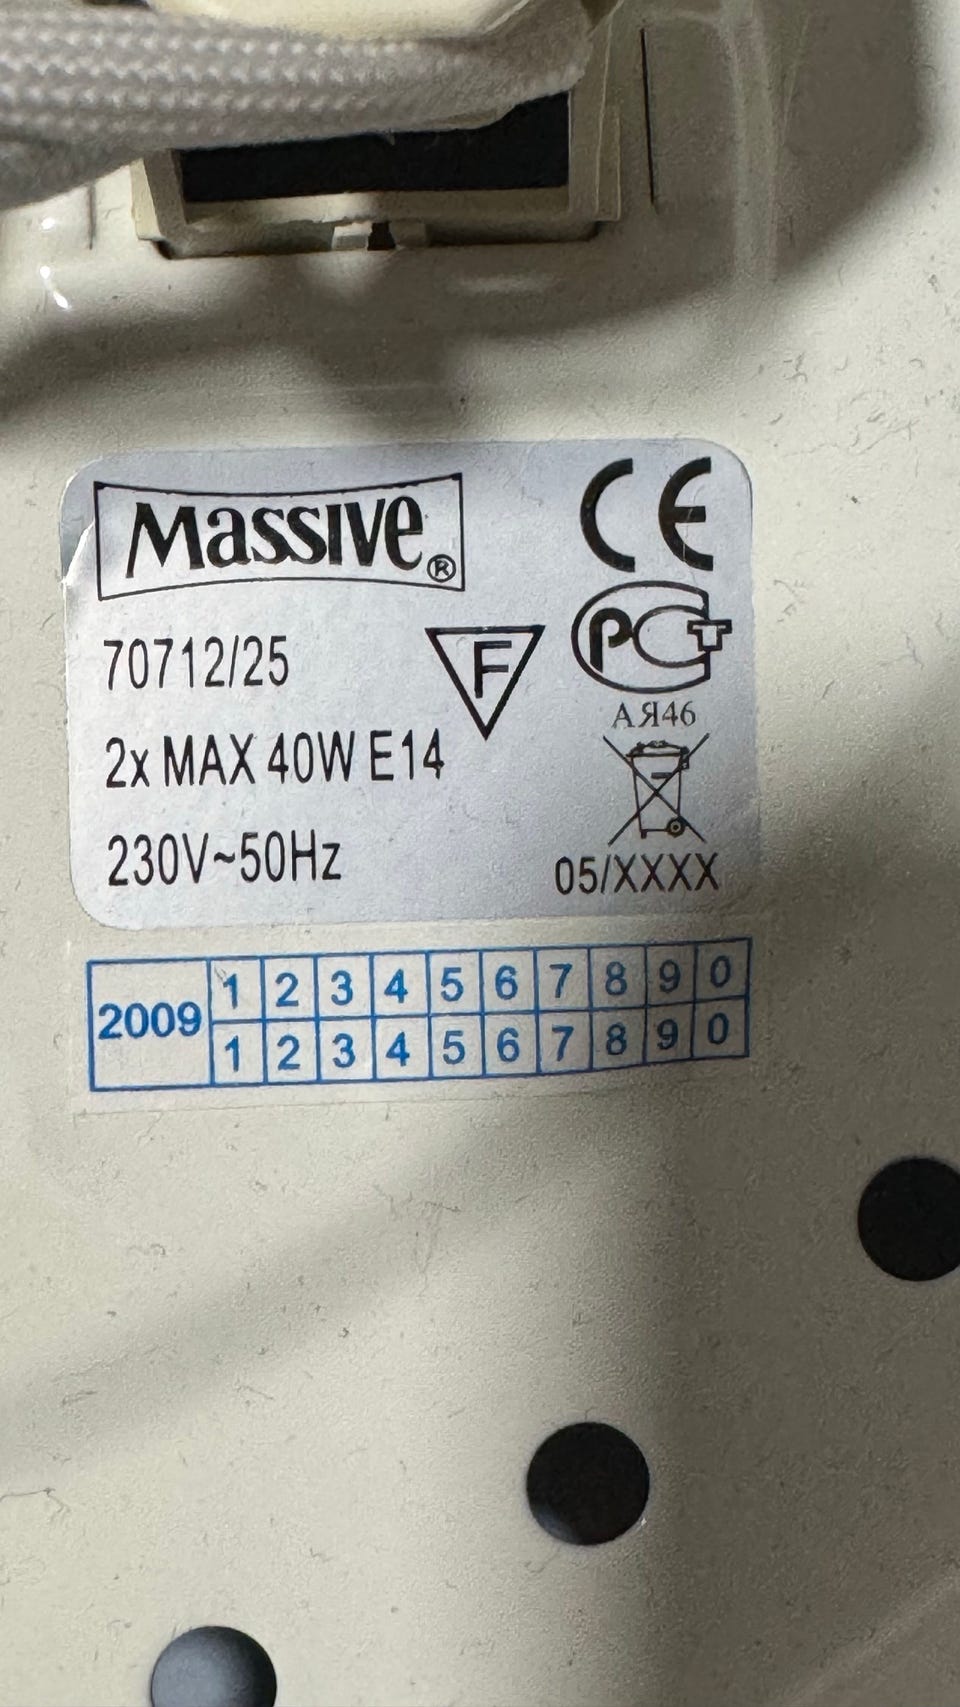 Massive®
CE
70712/25
F
РСТ
АЯ46
2x MAX 40W E14
230V~50Hz
05/XXXX
2009
1 2 3 4 5 6 7 8 9 0
1 2 3 4 5 6 7 8 9 0